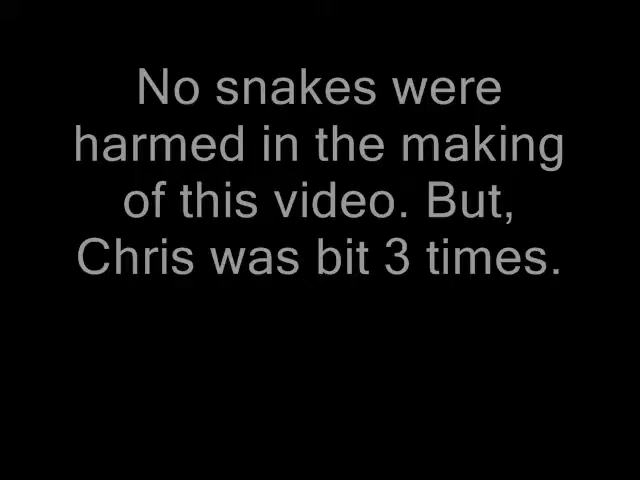 No snakes were
harmed in the making
of this video. But,
Chris was bit 3 times.